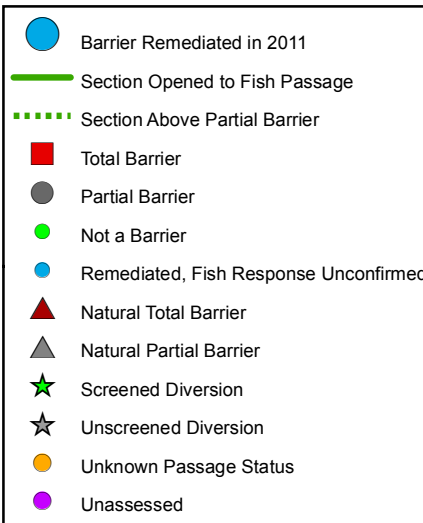 Barrier Remediated in 2011
Section Opened to Fish Passage
Section Above Partial Barrier
Total Barrier
Partial Barrier
Not a Barrier
Remediated, Fish Response Unconfirmed
Natural Total Barrier
Natural Partial Barrier
Screened Diversion
Unscreened Diversion
Unknown Passage Status
Unassessed